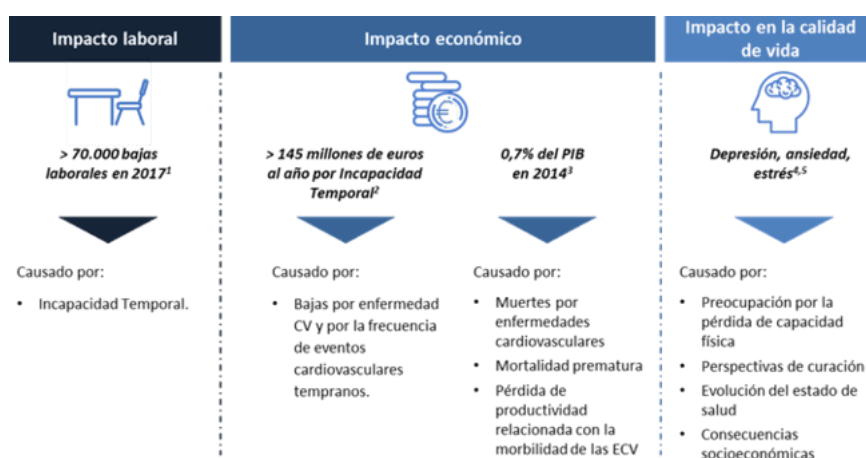 Impacto laboral
> 70.000 bajas
laborales en 2017¹
Causado por:
• Incapacidad Temporal.
Impacto económico
€
> 145 millones de euros
al año por Incapacidad
Temporal²
Causado por:
• Bajas por enfermedad
CV y por la frecuencia
de eventos
cardiovasculares
tempranos.
0,7% del PIB
en 2014³
Causado por:
• Muertes por
enfermedades
cardiovasculares
• Mortalidad prematura
• Pérdida de
productividad
relacionada con la
morbilidad de las ECV
Impacto en la calidad
de vida
Depresión, ansiedad,
estrés⁴,⁵
Causado por:
• Preocupación por la
pérdida de capacidad
física
• Perspectivas de curación
• Evolución del estado de
salud
• Consecuencias
socioeconómicas